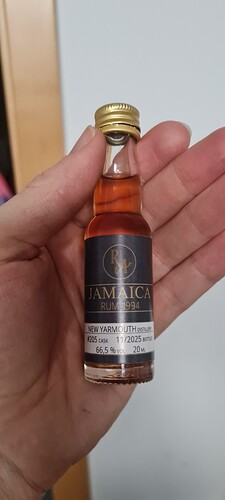 JAMAICA
RUM 1994
NEW YARMOUTH DISTILLERY
#205 CASK 11/2025 BOTTLED
66,5 % VOL 20 ML